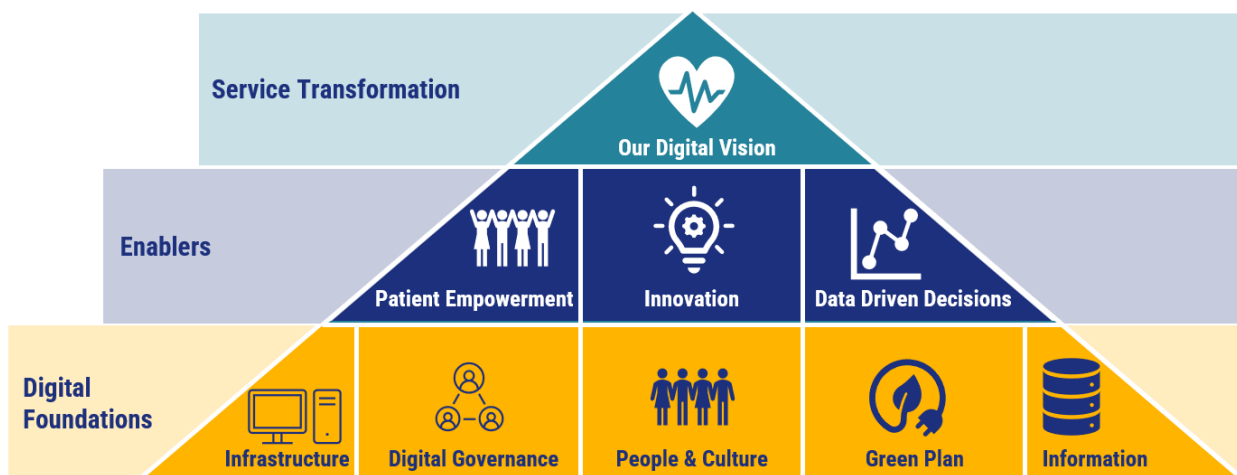 Service Transformation
Our Digital Vision
Enablers
Patient Empowerment
Innovation
Data Driven Decisions
Digital
Foundations
Infrastructure
Digital Governance
People & Culture
Green Plan
Information